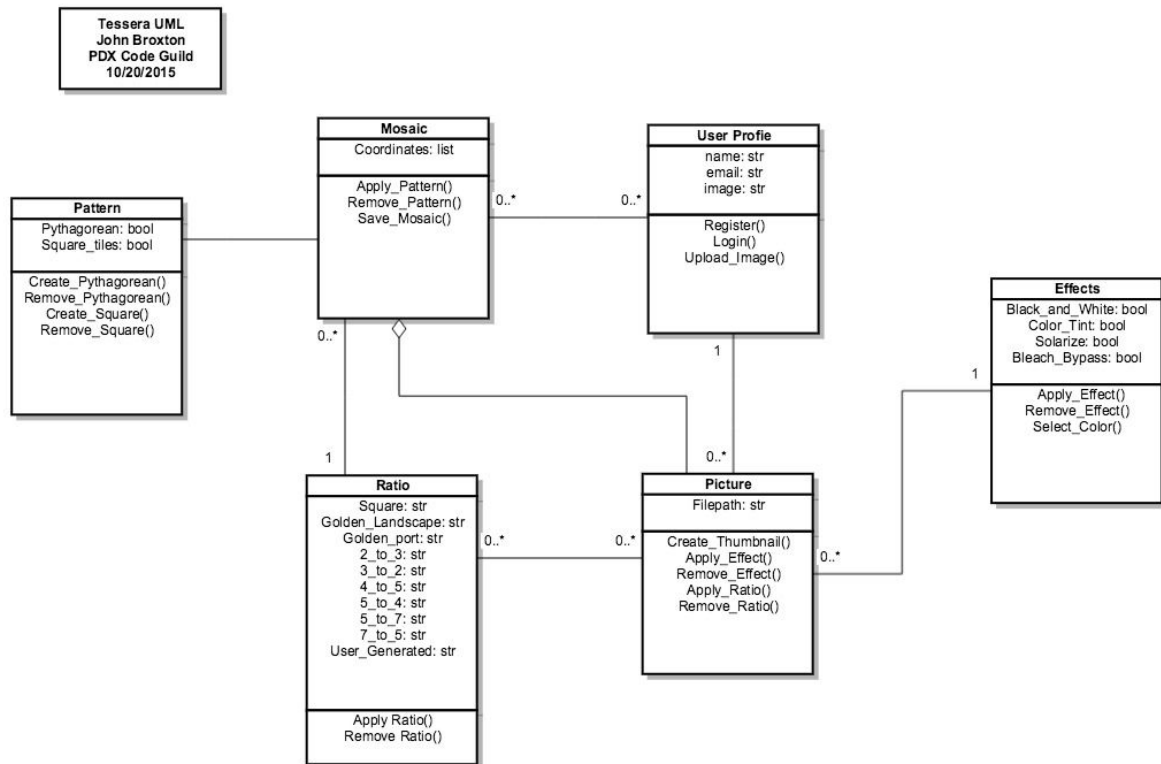 Tessera UML
John Broxton
PDX Code Guild
10/20/2015
Mosaic
Coordinates: list
Apply_Pattern()
Remove_Pattern()
Save_Mosaic()
0..*
0..*
User Profie
name: str
email: str
image: str
Register()
Login()
Upload_Image()
Pattern
Pythagorean: bool
Square_tiles: bool
Create_Pythagorean()
Remove_Pythagorean()
Create_Square()
Remove_Square()
Effects
Black_and_White: bool
Color_Tint: bool
Solarize: bool
Bleach_Bypass: bool
Apply_Effect()
Remove_Effect()
Select_Color()
0..*
1
1
1
0..*
Ratio
Square: str
Golden_Landscape: str
Golden_port: str
2_to_3: str
3_to_2: str
4_to_5: str
5_to_4: str
5_to_7: str
7_to_5: str
User_Generated: str
Apply Ratio()
Remove Ratio()
0..*
0..*
Picture
Filepath: str
Create_Thumbnail()
Apply_Effect()
Remove_Effect()
Apply_Ratio()
Remove_Ratio()
0..*